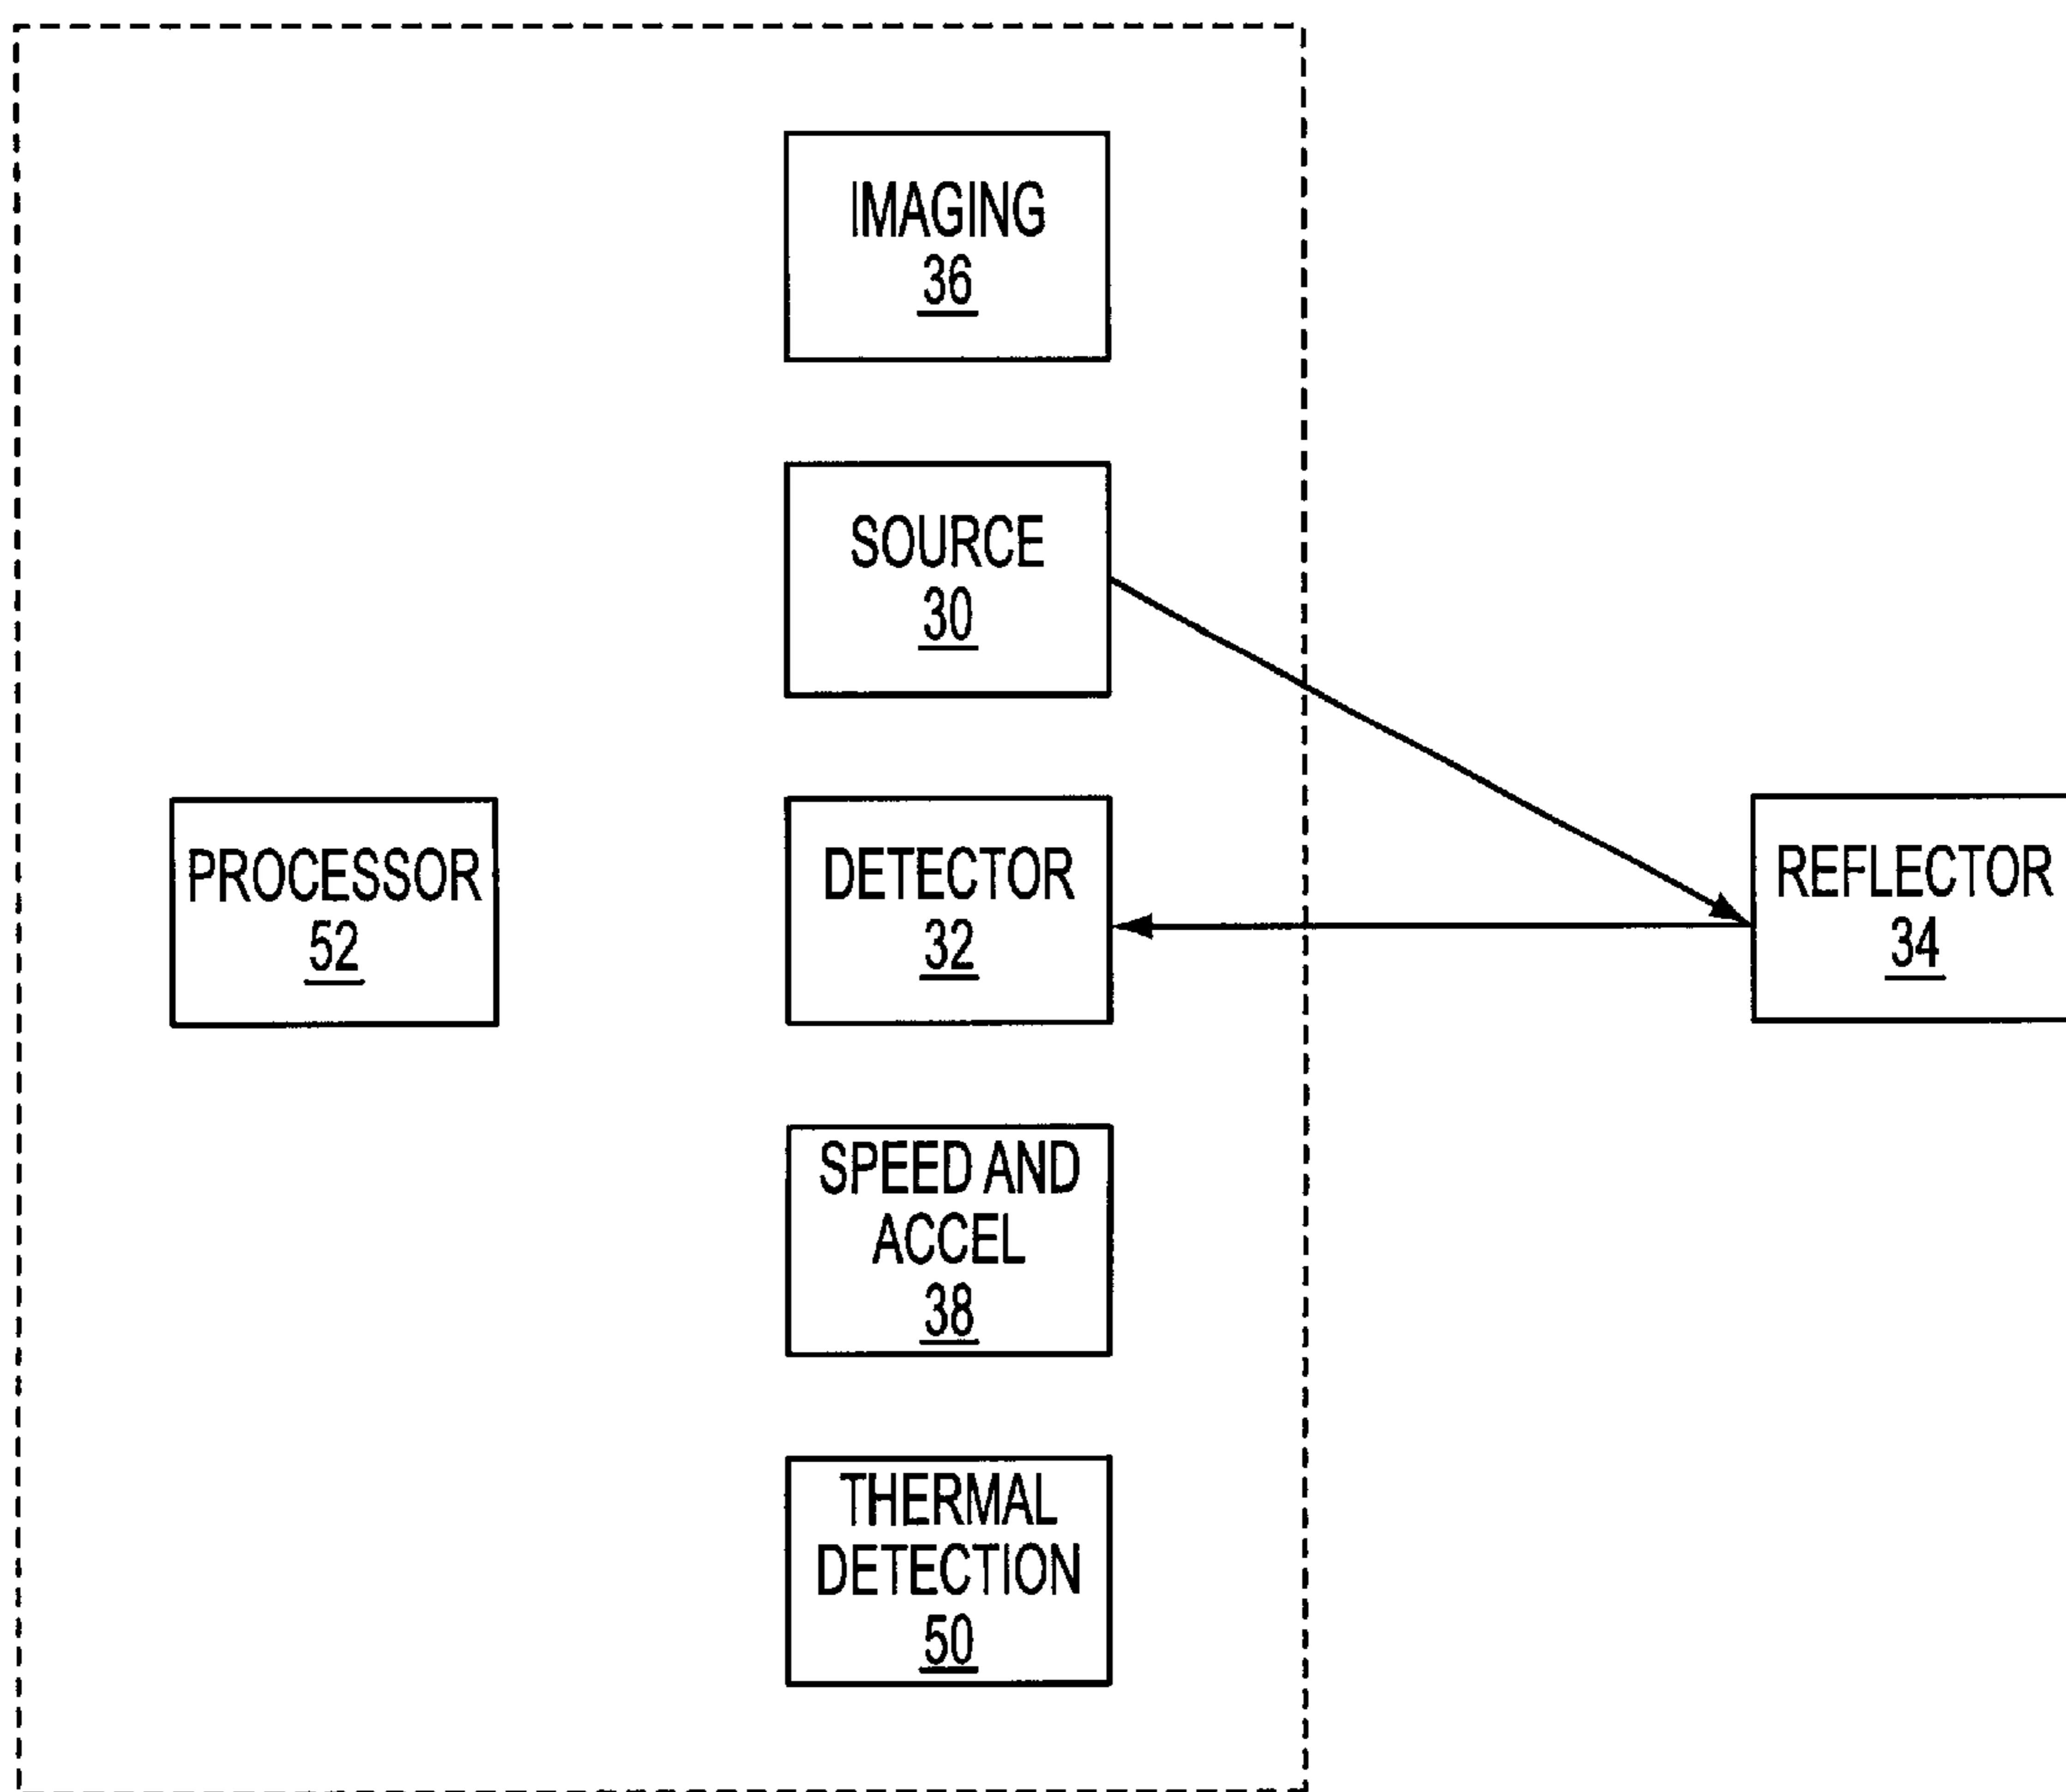 IMAGING
36
SOURCE
30
PROCESSOR
52
DETECTOR
32
REFLECTOR
34
SPEED AND
ACCEL
38
THERMAL
DETECTION
50